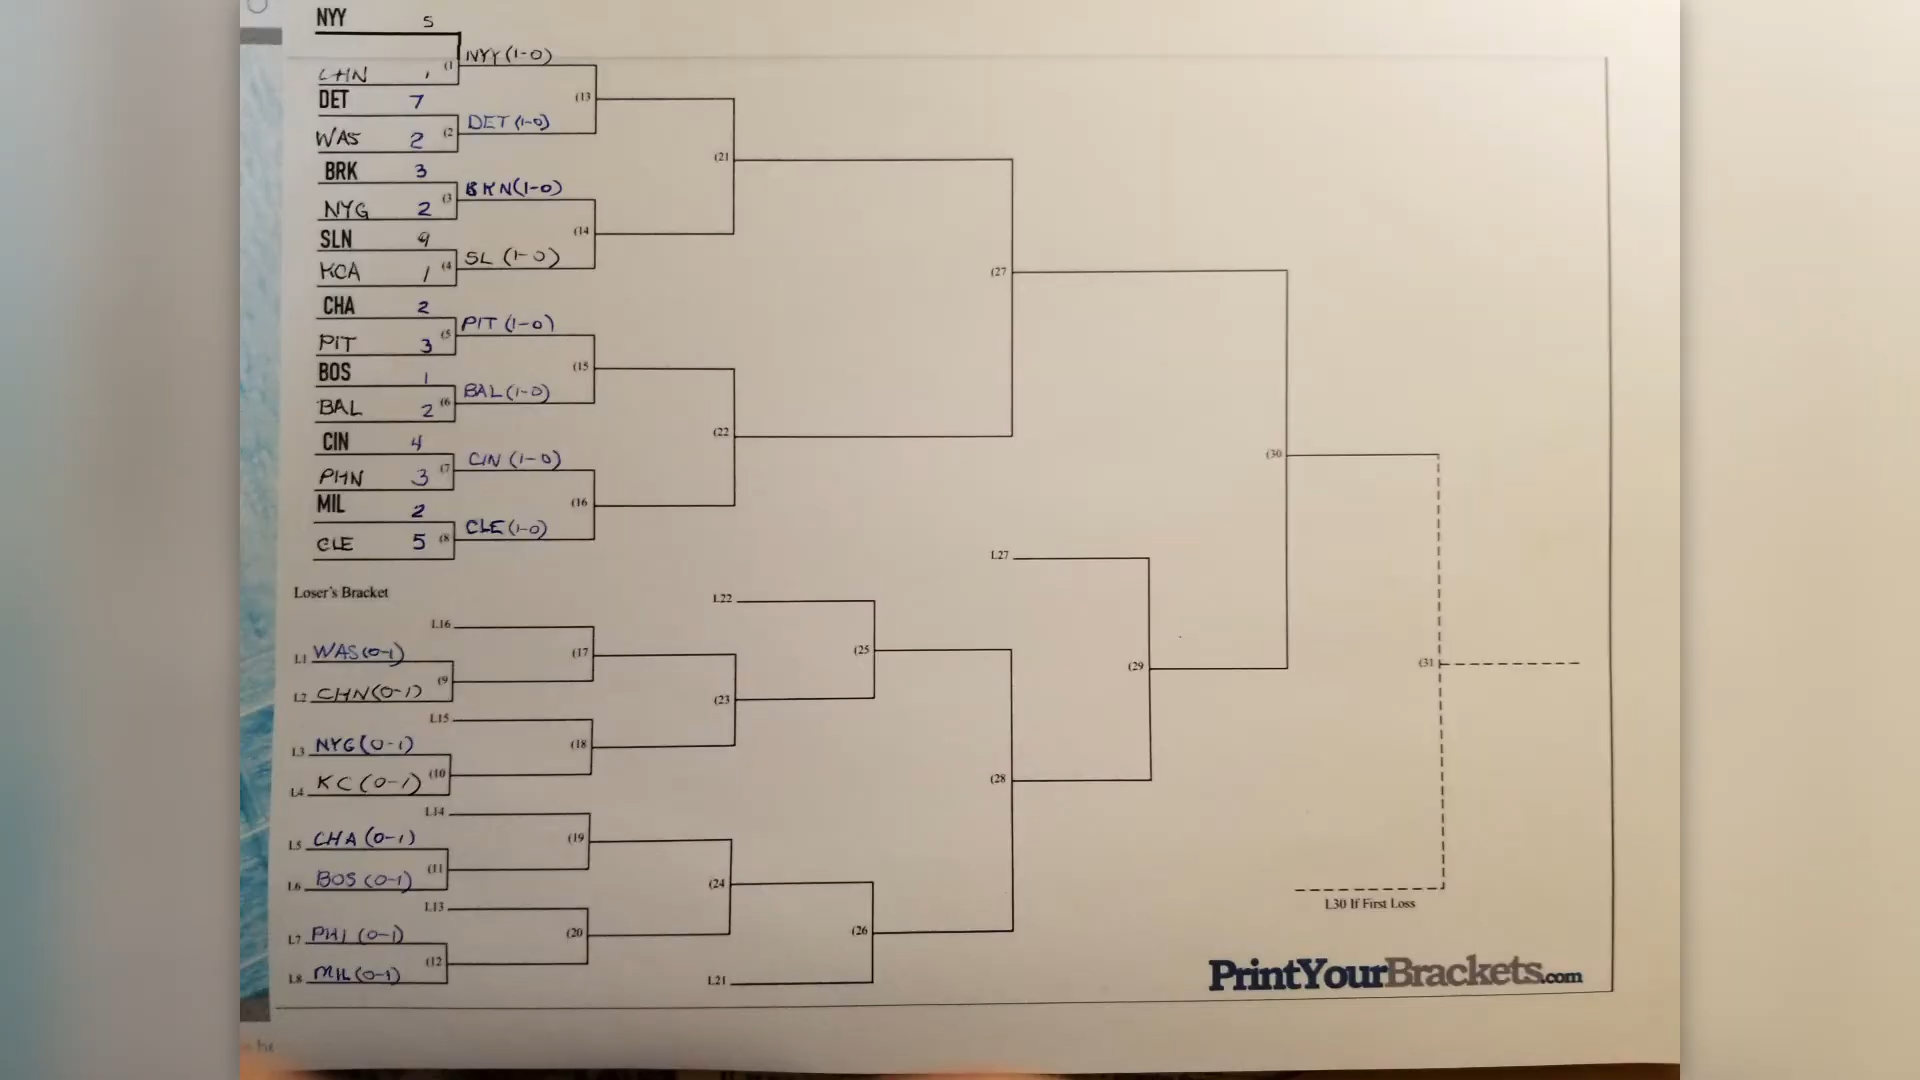 NYY 5
CHN 1
(1 NYY (1-0)
DET 7
WAS 2
(2 DET (1-0)
(13
BRK 3
NYG 2
(3 BKN (1-0)
SLN 9
KCA 1
(4 SL (1-0)
(14
(21
CHA 2
PIT 3
(5 PIT (1-0)
BOS 1
BAL 2
(6 BAL (1-0)
(15
CIN 4
PHN 3
(7 CIN (1-0)
MIL 2
CLE 5
(8 CLE (1-0)
(16
(22
(27
(30
Loser's Bracket
L16
L1 WAS (0-1)
L2 CHN (0-1)
(9
(17
L15
L3 NYG (0-1)
L4 KC (0-1)
(10
(18
L14
L5 CHA (0-1)
L6 BOS (0-1)
(11
(19
L13
L7 PHI (0-1)
L8 MIL (0-1)
(12
(20
L22
(23
(25
(24
L21
(26
L27
(28
(29
(31
L30 If First Loss
PrintYourBrackets.com